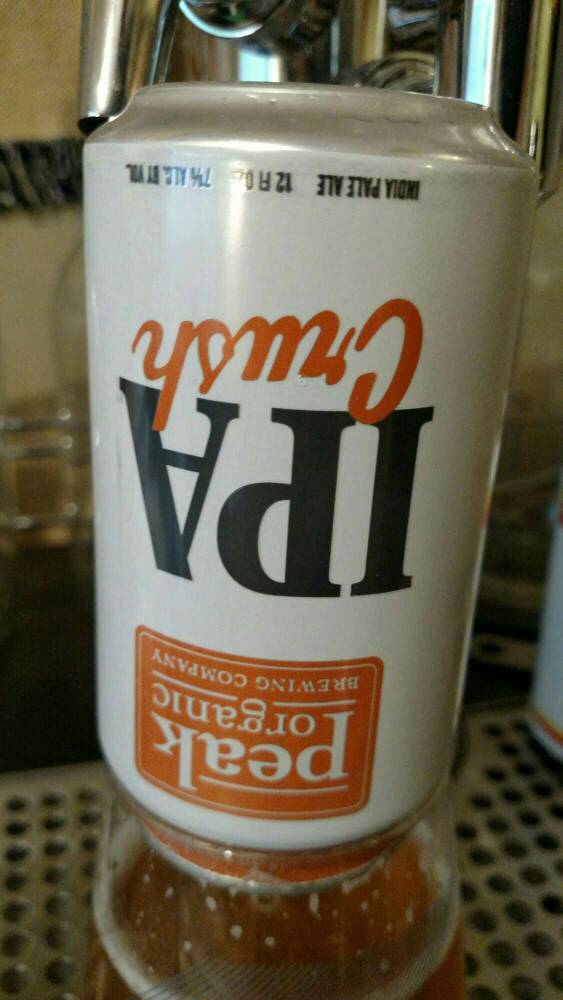 peak
organic
BREWING COMPANY
IPA
Crush
INDIA PALE ALE 12 Fl Oz. 7% ALC. BY VOL.